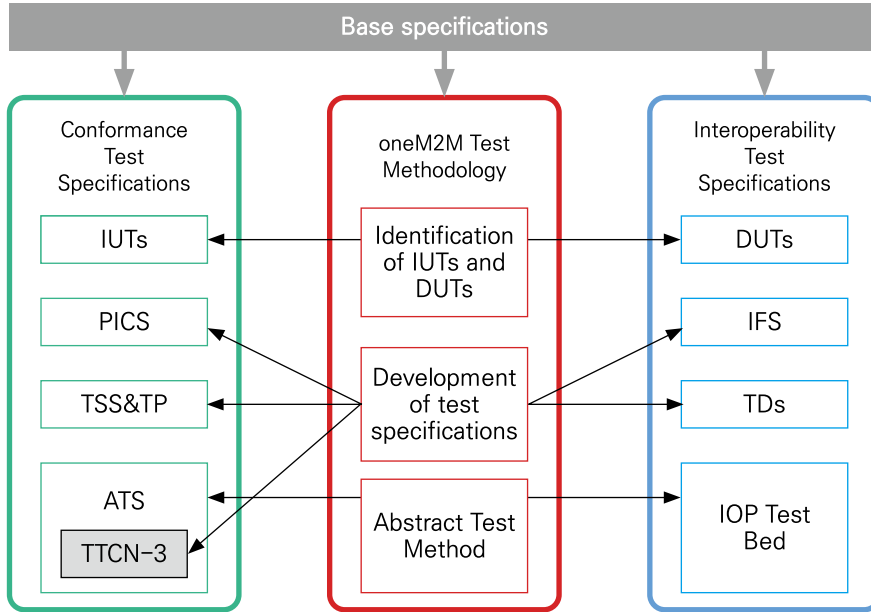 Base specifications
Conformance
Test
Specifications
IUTs
PICS
TSS&TP
ATS
TTCN-3
oneM2M Test
Methodology
Identification
of IUTs and
DUTs
Development
of test
specifications
Abstract Test
Method
Interoperability
Test
Specifications
DUTs
IFS
TDs
IOP Test
Bed